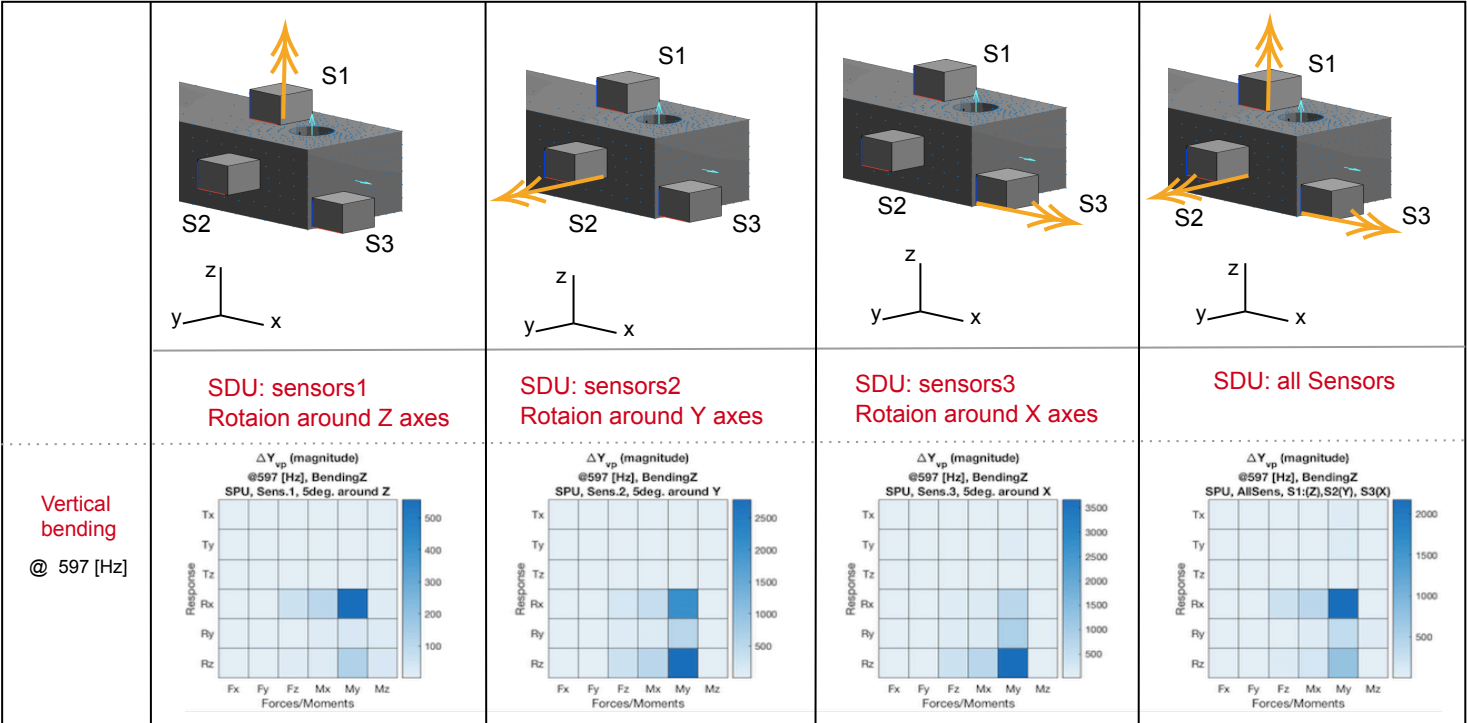 S1
S2
S3
z
y
x
S1
S2
S3
z
y
x
S1
S2
S3
z
y
x
S1
S2
S3
z
y
x
SDU: sensors1
Rotaion around Z axes
SDU: sensors2
Rotaion around Y axes
SDU: sensors3
Rotaion around X axes
SDU: all Sensors
Vertical
bending
@ 597 [Hz]
△Yvp (magnitude)
@597 [Hz], BendingZ
SPU, Sens.1, 5deg. around Z
Response
Tx
Ty
Tz
Rx
Ry
Rz
Fx Fy Fz Mx My Mz
Forces/Moments
500
400
300
200
100
△Yvp (magnitude)
@597 [Hz], BendingZ
SPU, Sens.2, 5deg. around Y
Response
Tx
Ty
Tz
Rx
Ry
Rz
Fx Fy Fz Mx My Mz
Forces/Moments
2500
2000
1500
1000
500
△Yvp (magnitude)
@597 [Hz], BendingZ
SPU, Sens.3, 5deg. around X
Response
Tx
Ty
Tz
Rx
Ry
Rz
Fx Fy Fz Mx My Mz
Forces/Moments
3500
3000
2500
2000
1500
1000
500
△Yvp (magnitude)
@597 [Hz], BendingZ
SPU, AllSens, S1:(Z),S2(Y), S3(X)
Response
Tx
Ty
Tz
Rx
Ry
Rz
Fx Fy Fz Mx My Mz
Forces/Moments
2000
1500
1000
500